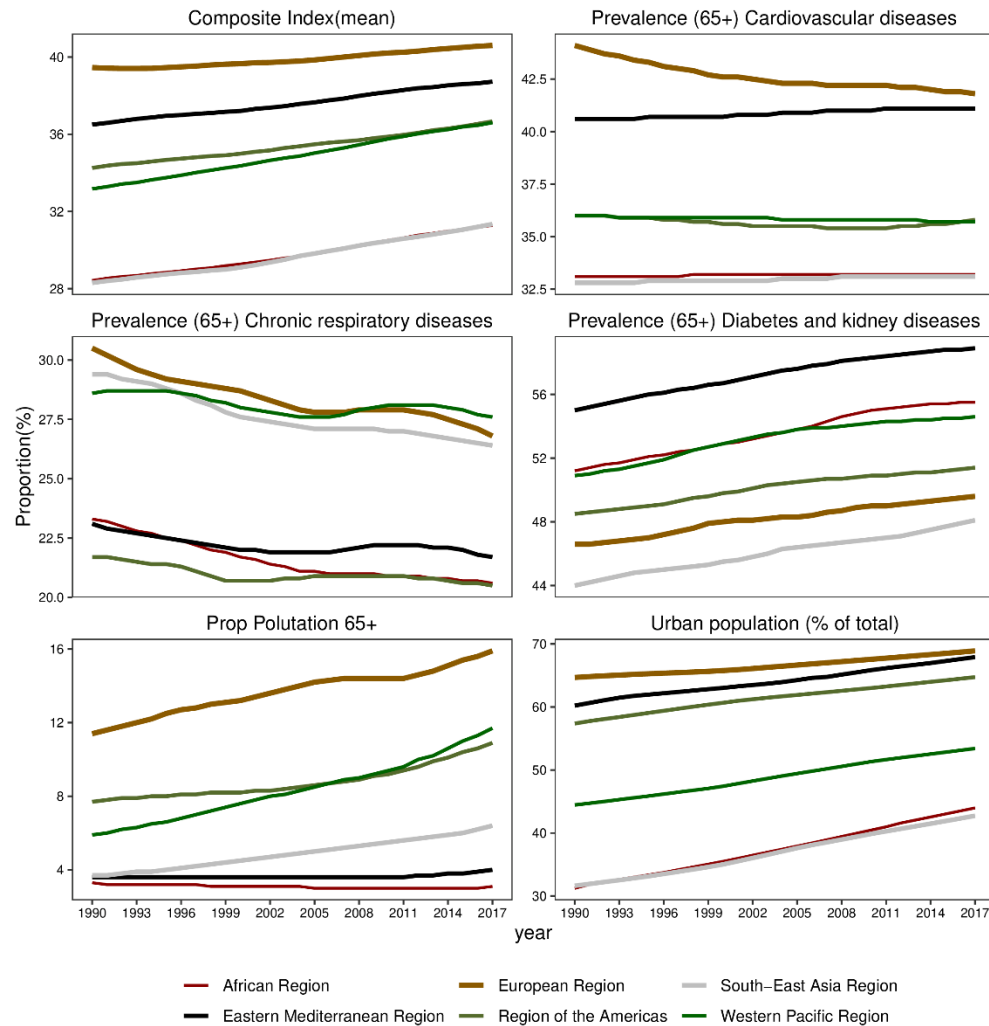 Composite Index(mean)
Prevalence (65+) Cardiovascular diseases
40
36
32
28
42.5
40.0
37.5
35.0
32.5
Prevalence (65+) Chronic respiratory diseases
Prevalence (65+) Diabetes and kidney diseases
Proportion(%)
30.0
27.5
25.0
22.5
20.0
56
52
48
44
Prop Polutation 65+
Urban population (% of total)
16
12
8
4
70
60
50
40
30
1990 1993 1996 1999 2002 2005 2008 2011 2014 2017
1990 1993 1996 1999 2002 2005 2008 2011 2014 2017
year
African Region
European Region
South−East Asia Region
Eastern Mediterranean Region
Region of the Americas
Western Pacific Region